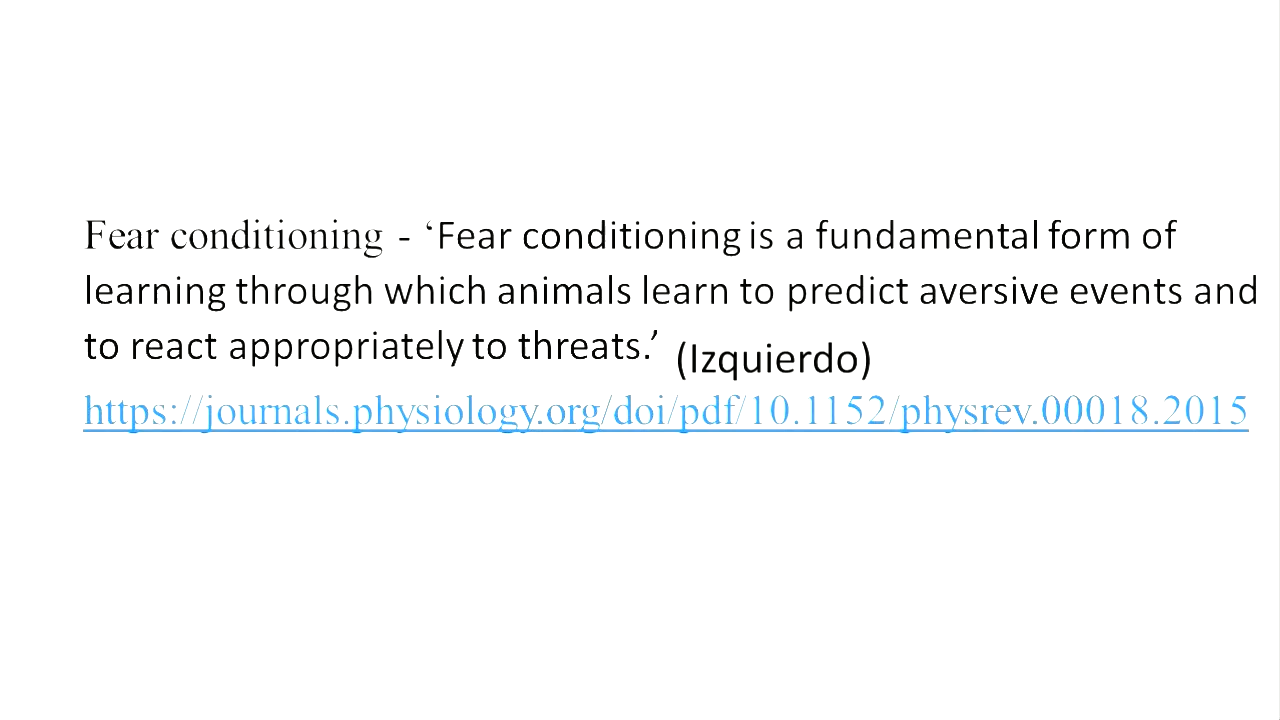 Fear conditioning - ‘Fear conditioning is a fundamental form of
learning through which animals learn to predict aversive events and
to react appropriately to threats.’ (Izquierdo)
https://journals.physiology.org/doi/pdf/10.1152/physrev.00018.2015